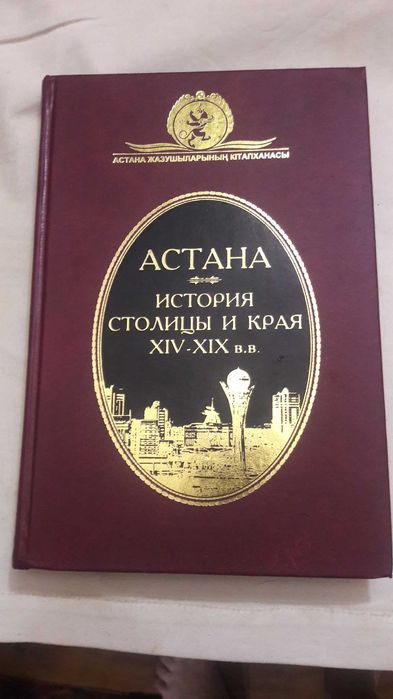 АСТАНА ЖАЗУШЫЛАРЫНЫҢ КІТАПХАНАСЫ
АСТАНА
ИСТОРИЯ
СТОЛИЦЫ И КРАЯ
XIV-XIX в.в.